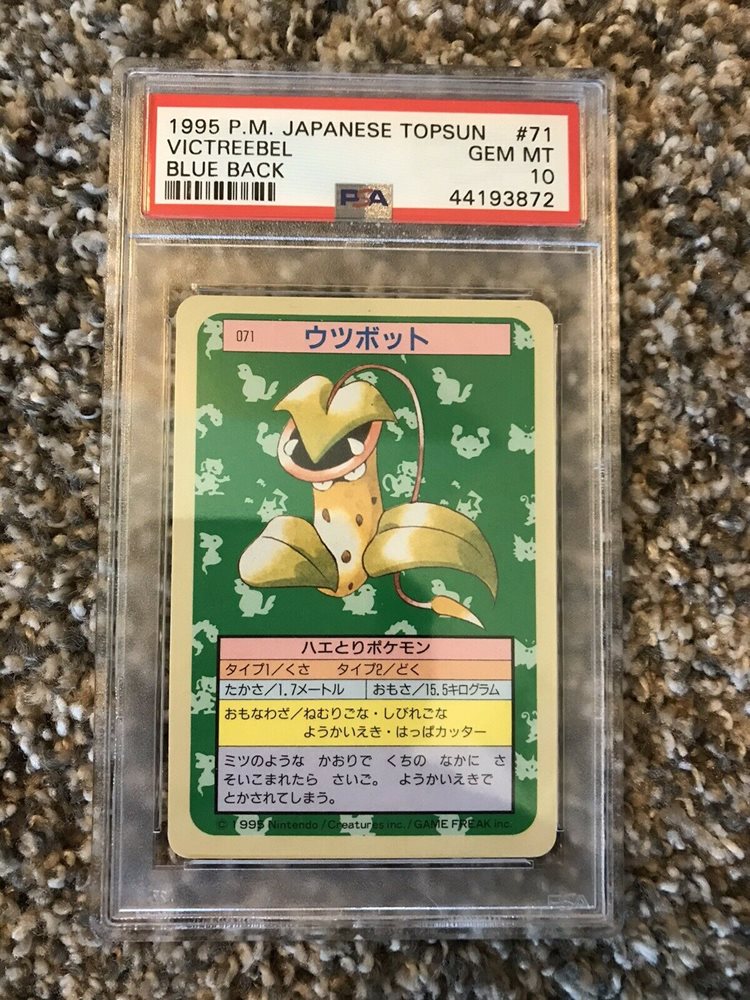 1995 P.M. JAPANESE TOPSUN #71
VICTREEBEL GEM MT
BLUE BACK 10
PSA 44193872
071 ウツボット
ハエとりポケモン
タイプ1/くさ タイプ2/どく
たかさ/1.7メートル おもさ/15.5キログラム
おもなわざ/ねむりごな・しびれごな
ようかいえき・はっぱカッター
ミツのような かおりで くちの なかに さ
そいこまれたら さいご。 ようかいえきで
とかされてしまう。
© 1995 Nintendo/Creatures inc./GAME FREAK inc.
PSA